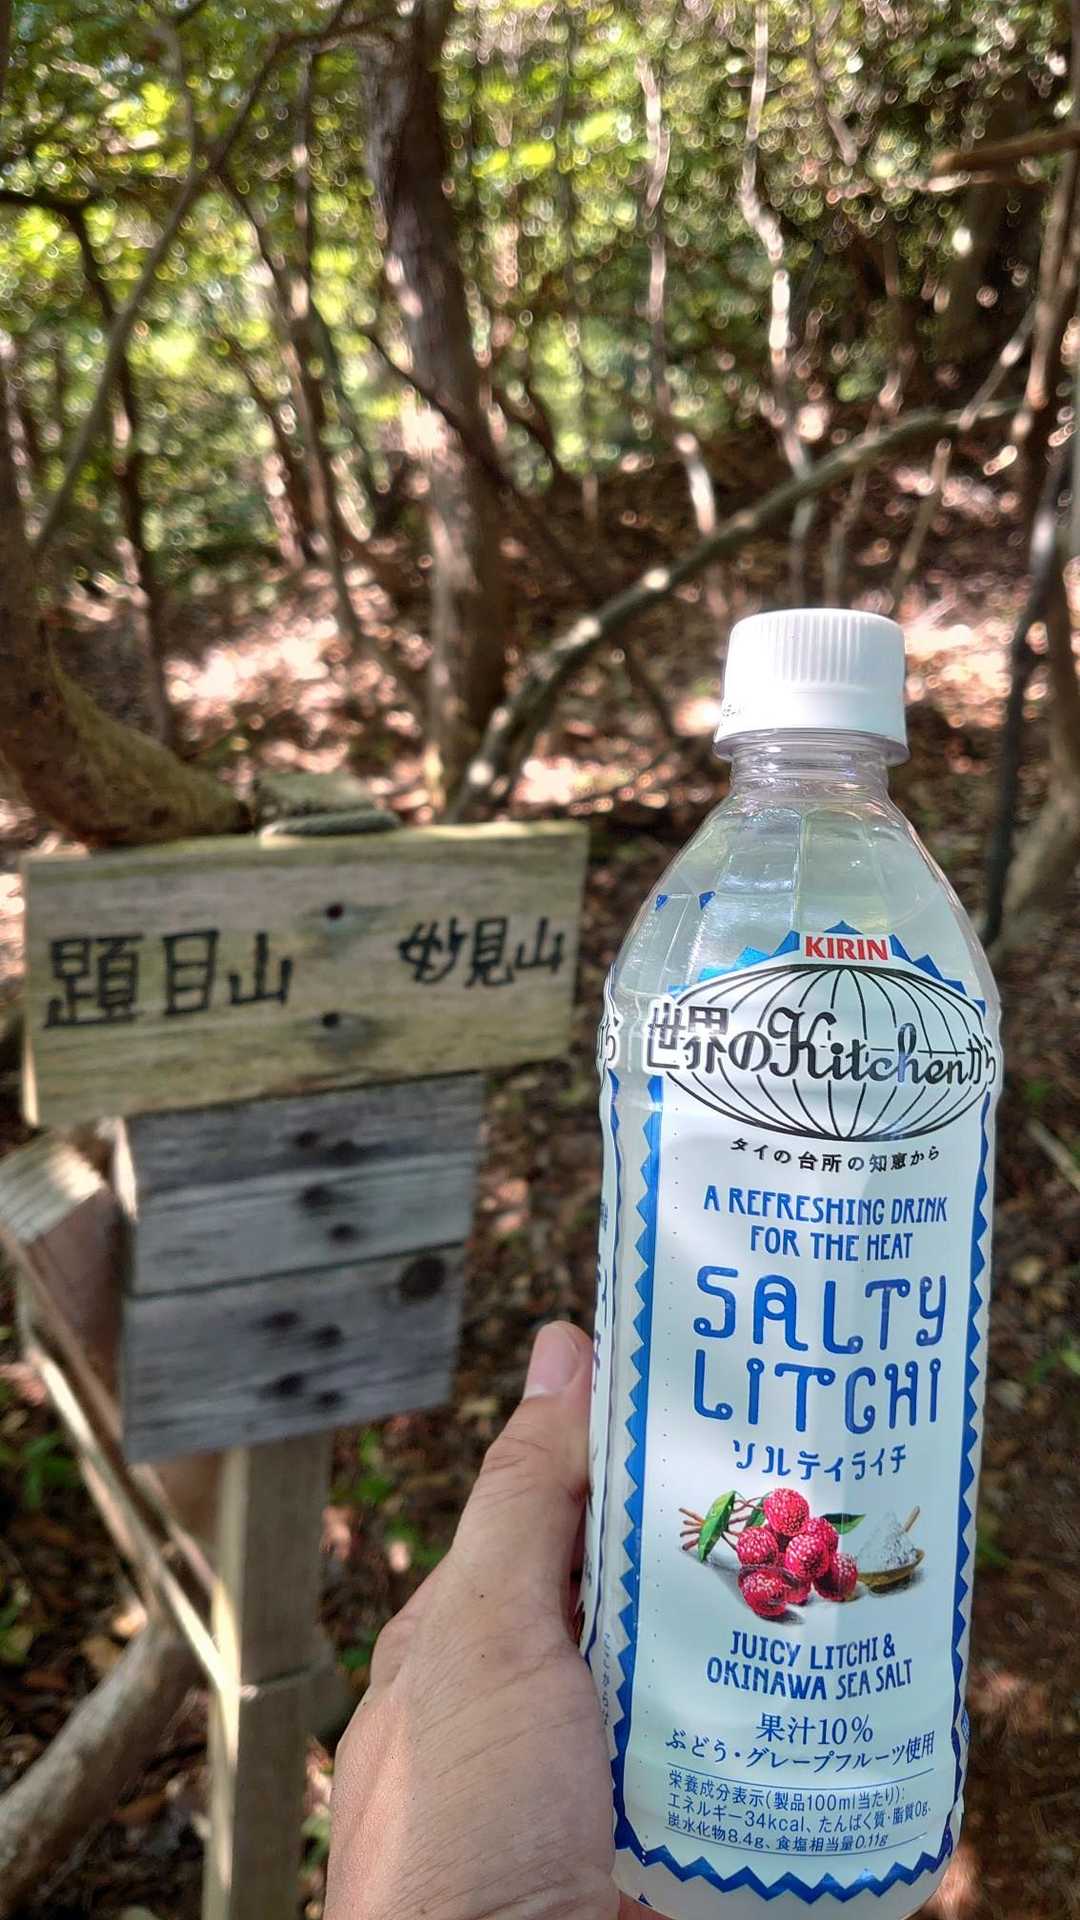 題目山 妙見山
KIRIN
世界のKitchenから
タイの台所の知恵から
A REFRESHING DRINK
FOR THE HEAT
SALTY
LITCHI
ソルティライチ
JUICY LITCHI &
OKINAWA SEA SALT
果汁10%
ぶどう・グレープフルーツ使用
栄養成分表示(製品100ml当たり):
エネルギー34kcal、たんぱく質・脂質0g、
炭水化物8.4g、食塩相当量0.11g